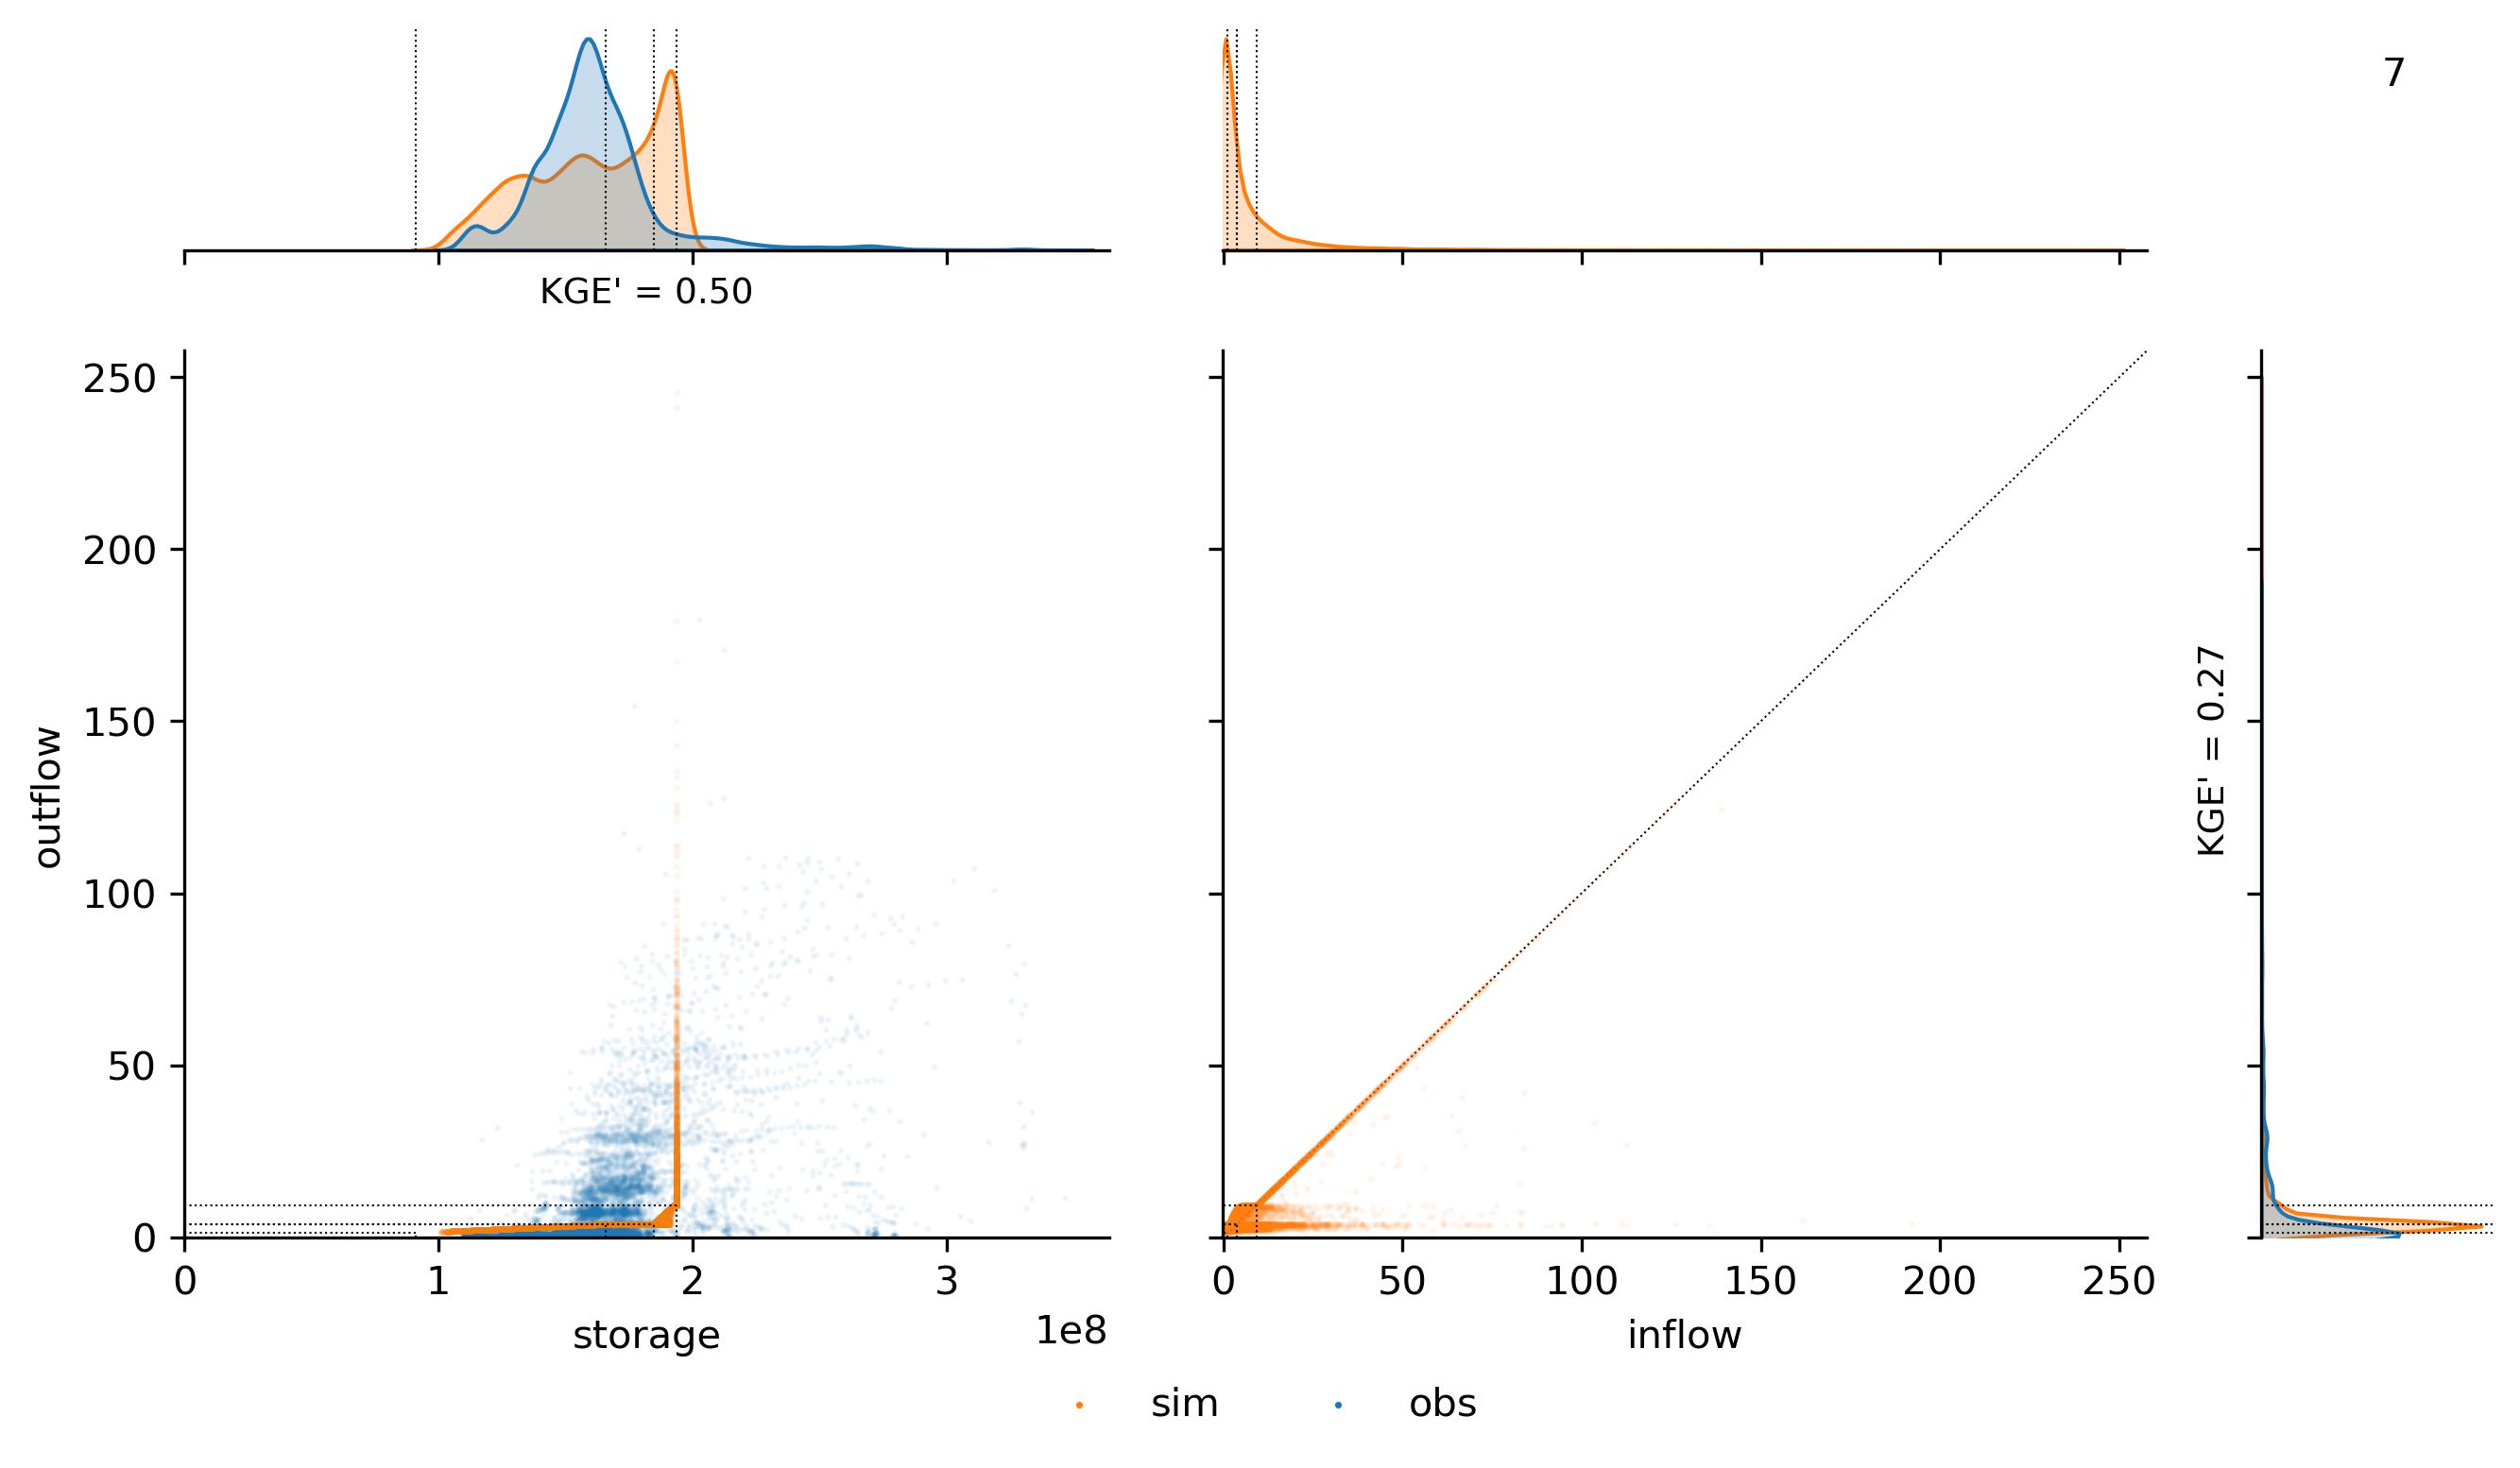 7
KGE' = 0.50
250
200
150
100
50
0
outflow
KGE' = 0.27
0 1 2 3
1e8
storage
0 50 100 150 200 250
inflow
sim obs